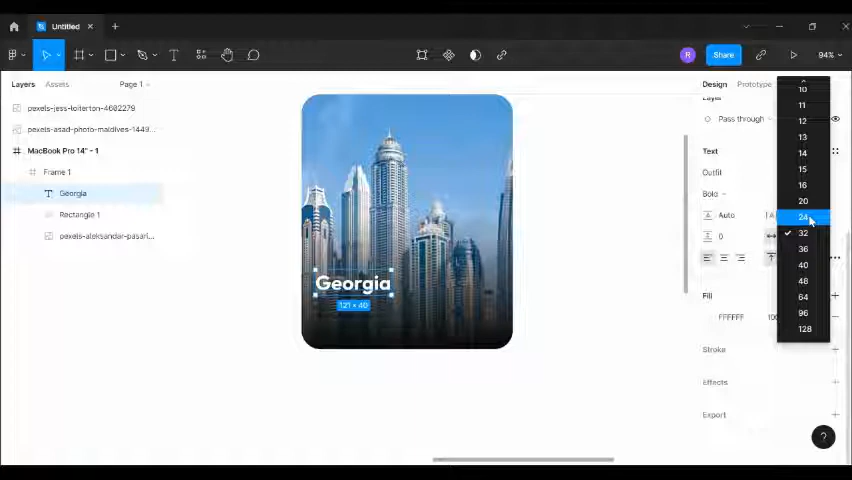 Untitled
Share
94%
Layers
Assets
Page 1
Design
Prototype
pexels-jess-loiterton-4602279
pexels-asad-photo-maldives-1449...
MacBook Pro 14" - 1
Frame 1
Georgia
Rectangle 1
pexels-aleksandar-pasari...
Georgia
121 × 40
R
Layer
Pass through
Text
Outfit
Bold
Auto
0
Fill
FFFFFF
100
Stroke
Effects
Export
10
11
12
13
14
15
16
20
24
32
36
40
48
64
96
128
?